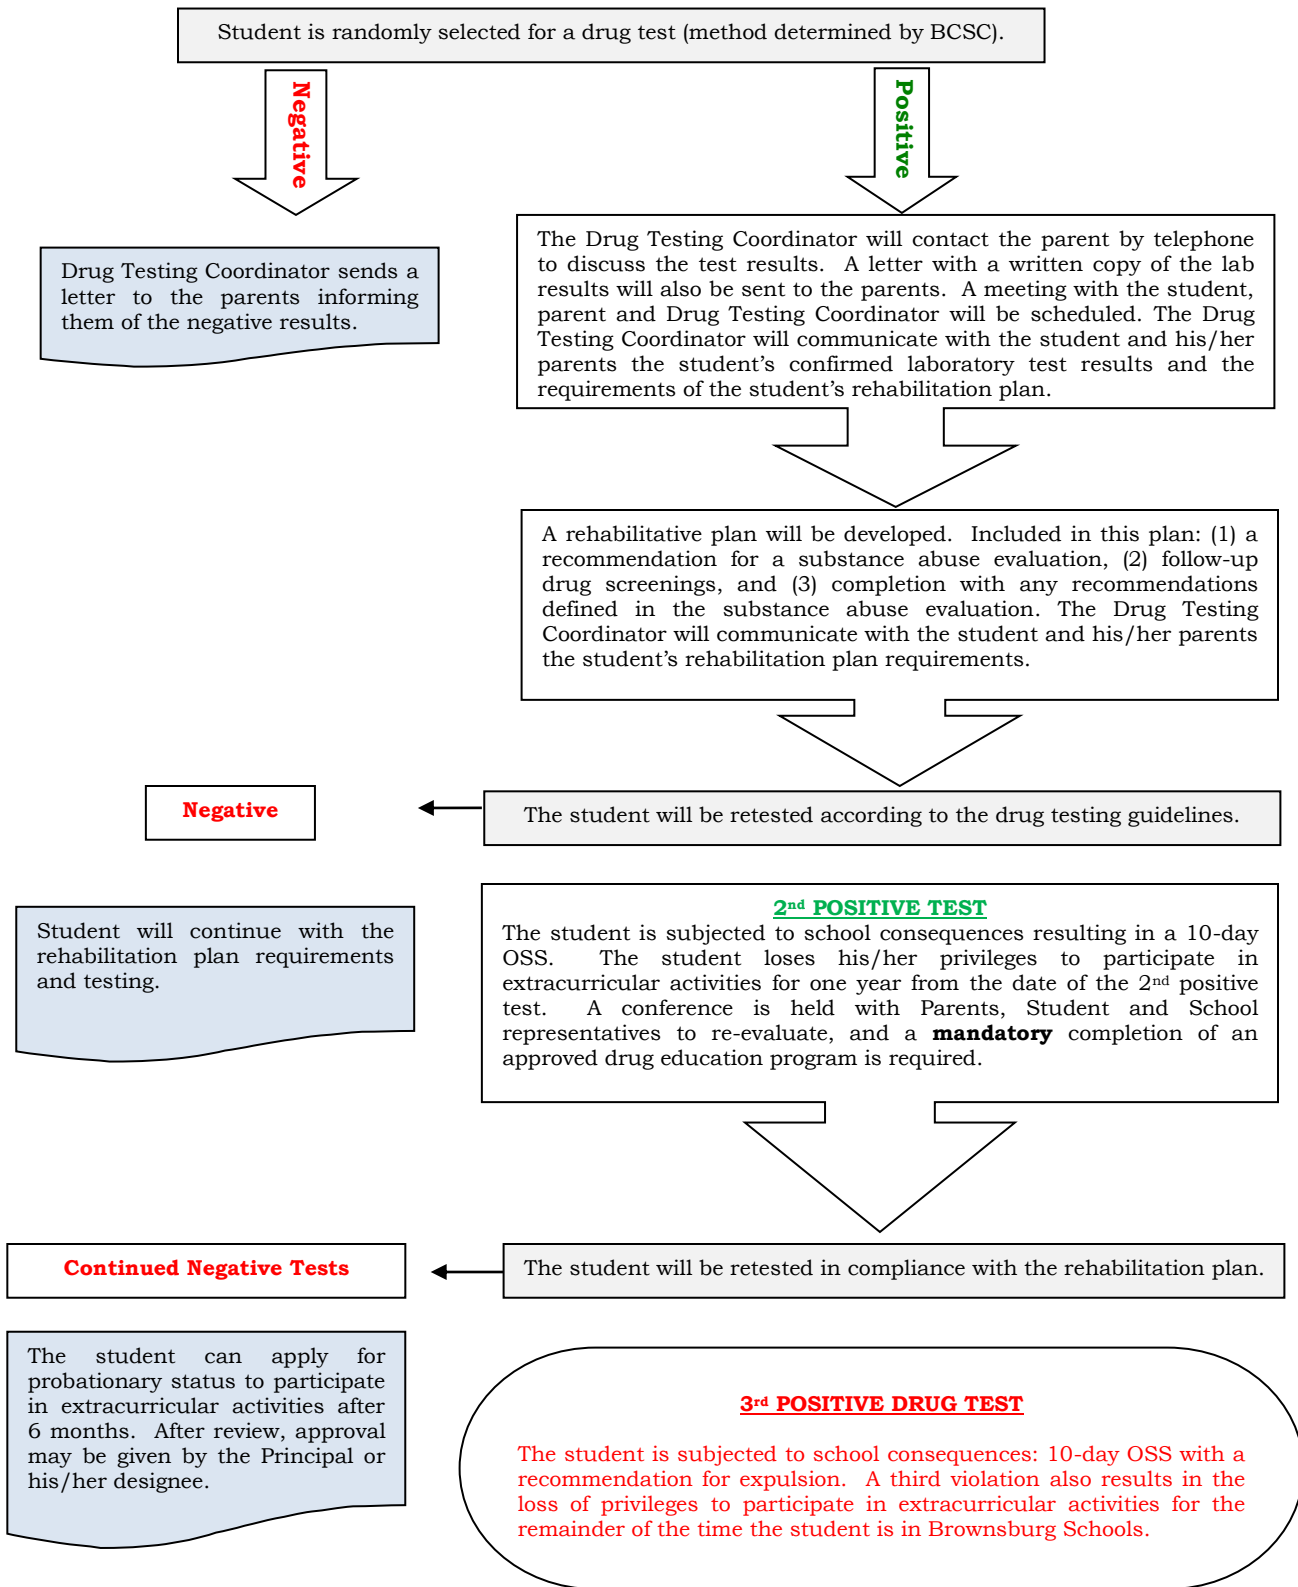 Student is randomly selected for a drug test (method determined by BCSC).
Negative
Positive
Drug Testing Coordinator sends a
letter to the parents informing
them of the negative results.
The Drug Testing Coordinator will contact the parent by telephone
to discuss the test results. A letter with a written copy of the lab
results will also be sent to the parents. A meeting with the student,
parent and Drug Testing Coordinator will be scheduled. The Drug
Testing Coordinator will communicate with the student and his/her
parents the student’s confirmed laboratory test results and the
requirements of the student’s rehabilitation plan.
A rehabilitative plan will be developed. Included in this plan: (1) a
recommendation for a substance abuse evaluation, (2) follow-up
drug screenings, and (3) completion with any recommendations
defined in the substance abuse evaluation. The Drug Testing
Coordinator will communicate with the student and his/her parents
the student’s rehabilitation plan requirements.
Negative
The student will be retested according to the drug testing guidelines.
Student will continue with the
rehabilitation plan requirements
and testing.
2nd POSITIVE TEST
The student is subjected to school consequences resulting in a 10-day
OSS. The student loses his/her privileges to participate in
extracurricular activities for one year from the date of the 2nd positive
test. A conference is held with Parents, Student and School
representatives to re-evaluate, and a mandatory completion of an
approved drug education program is required.
Continued Negative Tests
The student will be retested in compliance with the rehabilitation plan.
The student can apply for
probationary status to participate
in extracurricular activities after
6 months. After review, approval
may be given by the Principal or
his/her designee.
3rd POSITIVE DRUG TEST
The student is subjected to school consequences: 10-day OSS with a
recommendation for expulsion. A third violation also results in the
loss of privileges to participate in extracurricular activities for the
remainder of the time the student is in Brownsburg Schools.